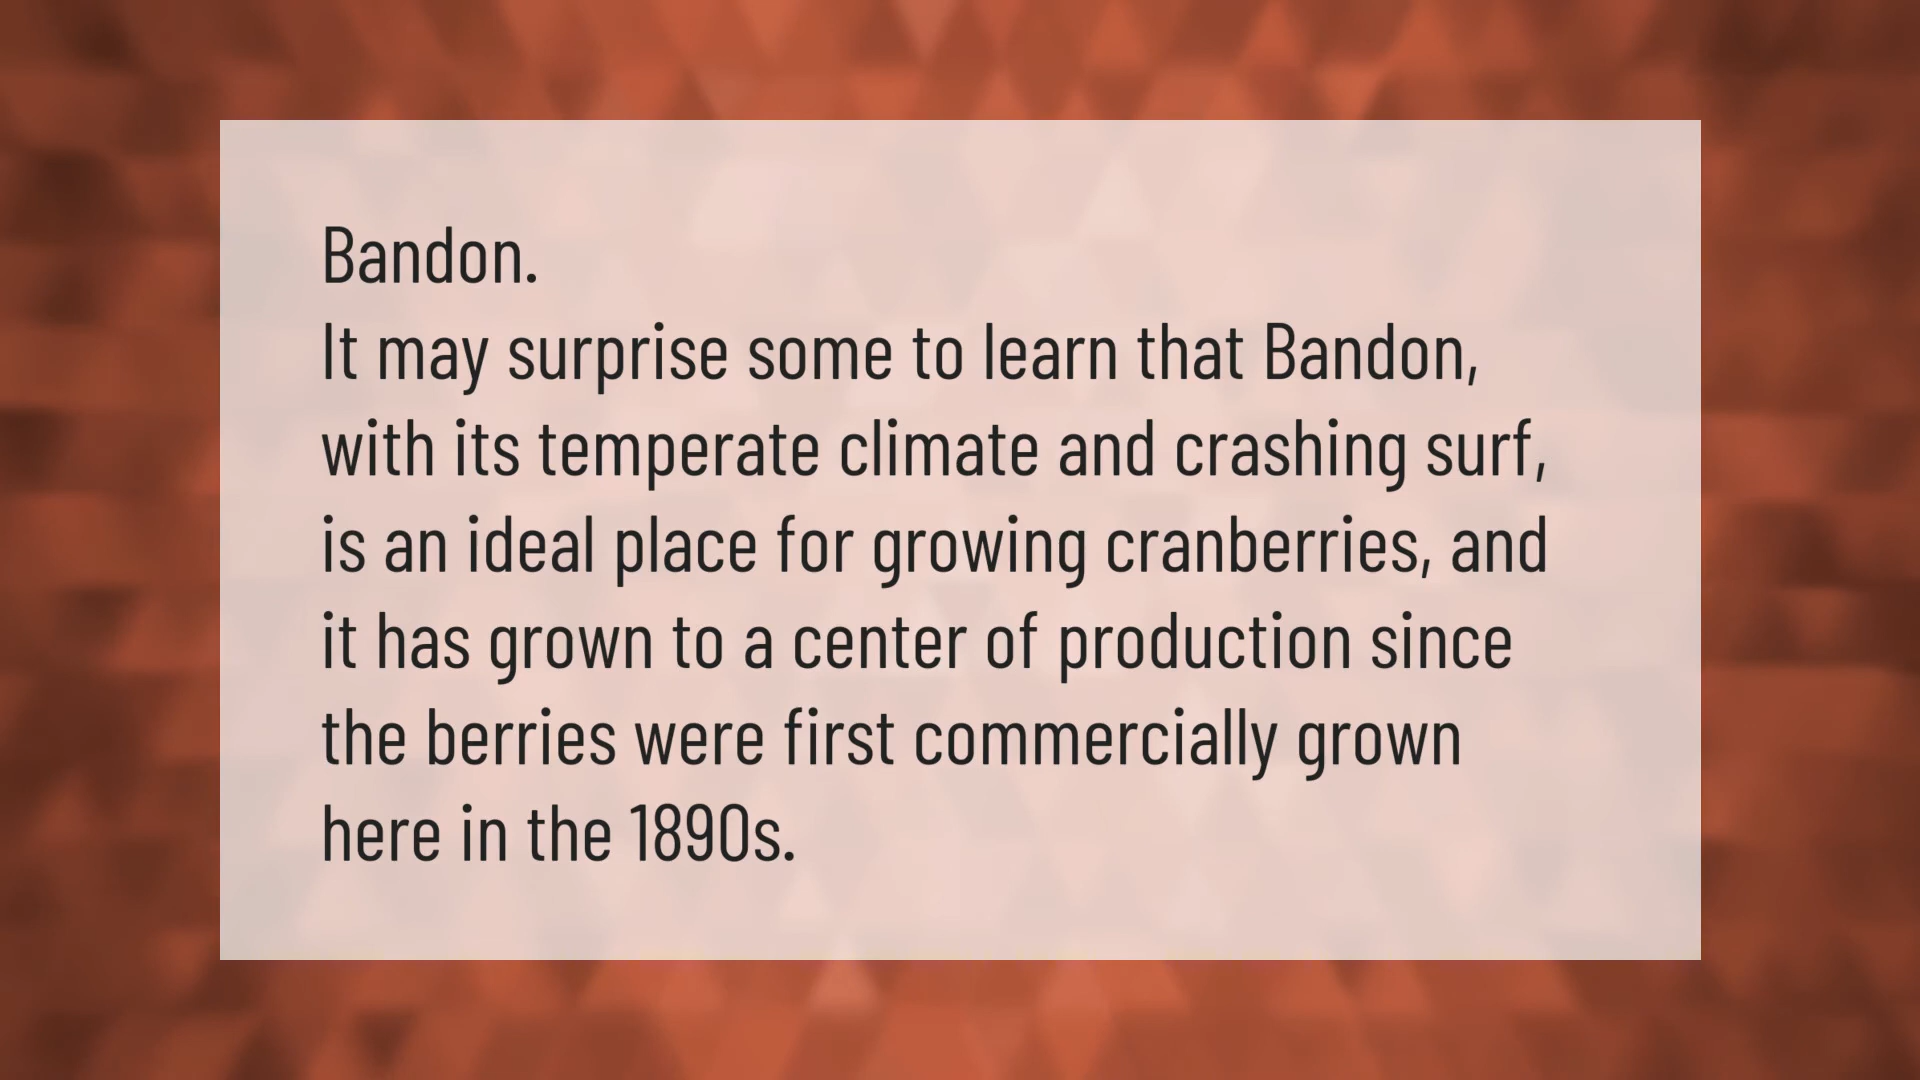 Bandon.
It may surprise some to learn that Bandon,
with its temperate climate and crashing surf,
is an ideal place for growing cranberries, and
it has grown to a center of production since
the berries were first commercially grown
here in the 1890s.